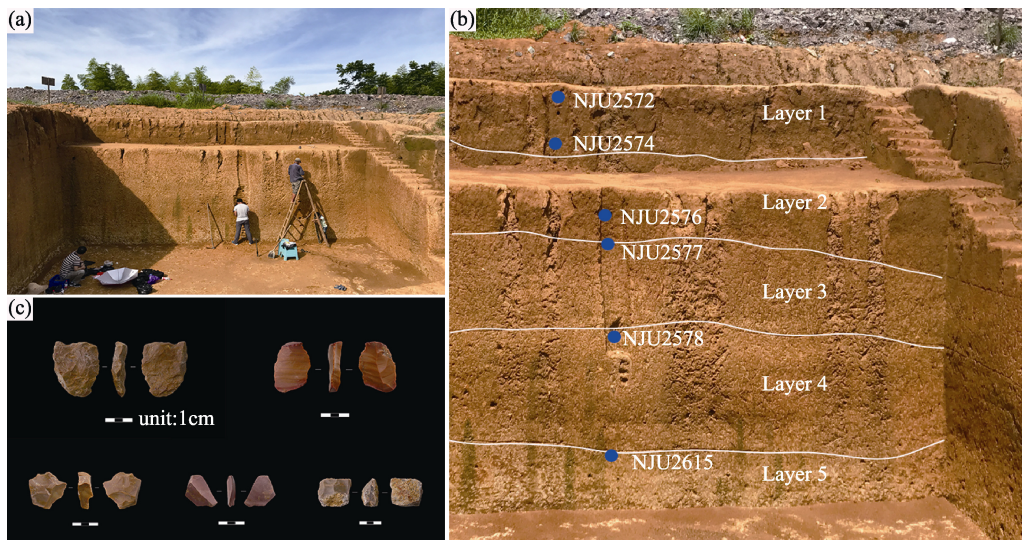 (a)
(b)
NJU2572
Layer 1
NJU2574
Layer 2
NJU2576
NJU2577
Layer 3
NJU2578
Layer 4
NJU2615
Layer 5
(c)
unit:1cm